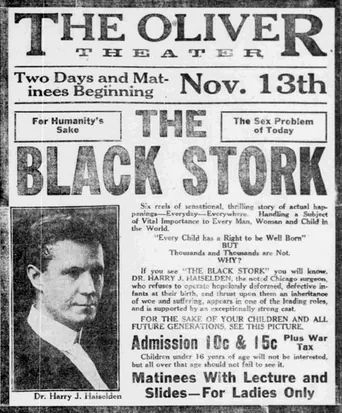 THE OLIVER
THEATER
Two Days and Mat-
inees Beginning
Nov. 13th
For Humanity's
Sake
THE
The Sex Problem
of Today
BLACK STORK
Six reels of sensational, thrilling story of actual hap-
penings—Everyday—Everywhere. Handling a Subject
of Vital Importance to Every Man, Woman and Child in
the World.
"Every Child has a Right to be Well Born"
BUT
Thousands and Thousands are Not.
WHY?
If you see "THE BLACK STORK" you will know.
DR. HARRY J. HAISELDEN, the noted Chicago surgeon,
who refuses to operate hopelessly deformed, defective in-
fants at their birth, and thrust upon them an inheritance
of woe and suffering, appears in one of the leading roles,
and is supported by an exceptionally strong cast.
FOR THE SAKE OF YOUR CHILDREN AND ALL
FUTURE GENERATIONS, SEE THIS PICTURE.
Admission 10c & 15c
Plus War
Tax
Children under 16 years of age will not be interested,
but all over that age should not fail to see it.
Matinees With Lecture and
Slides—For Ladies Only
Dr. Harry J. Haiselden